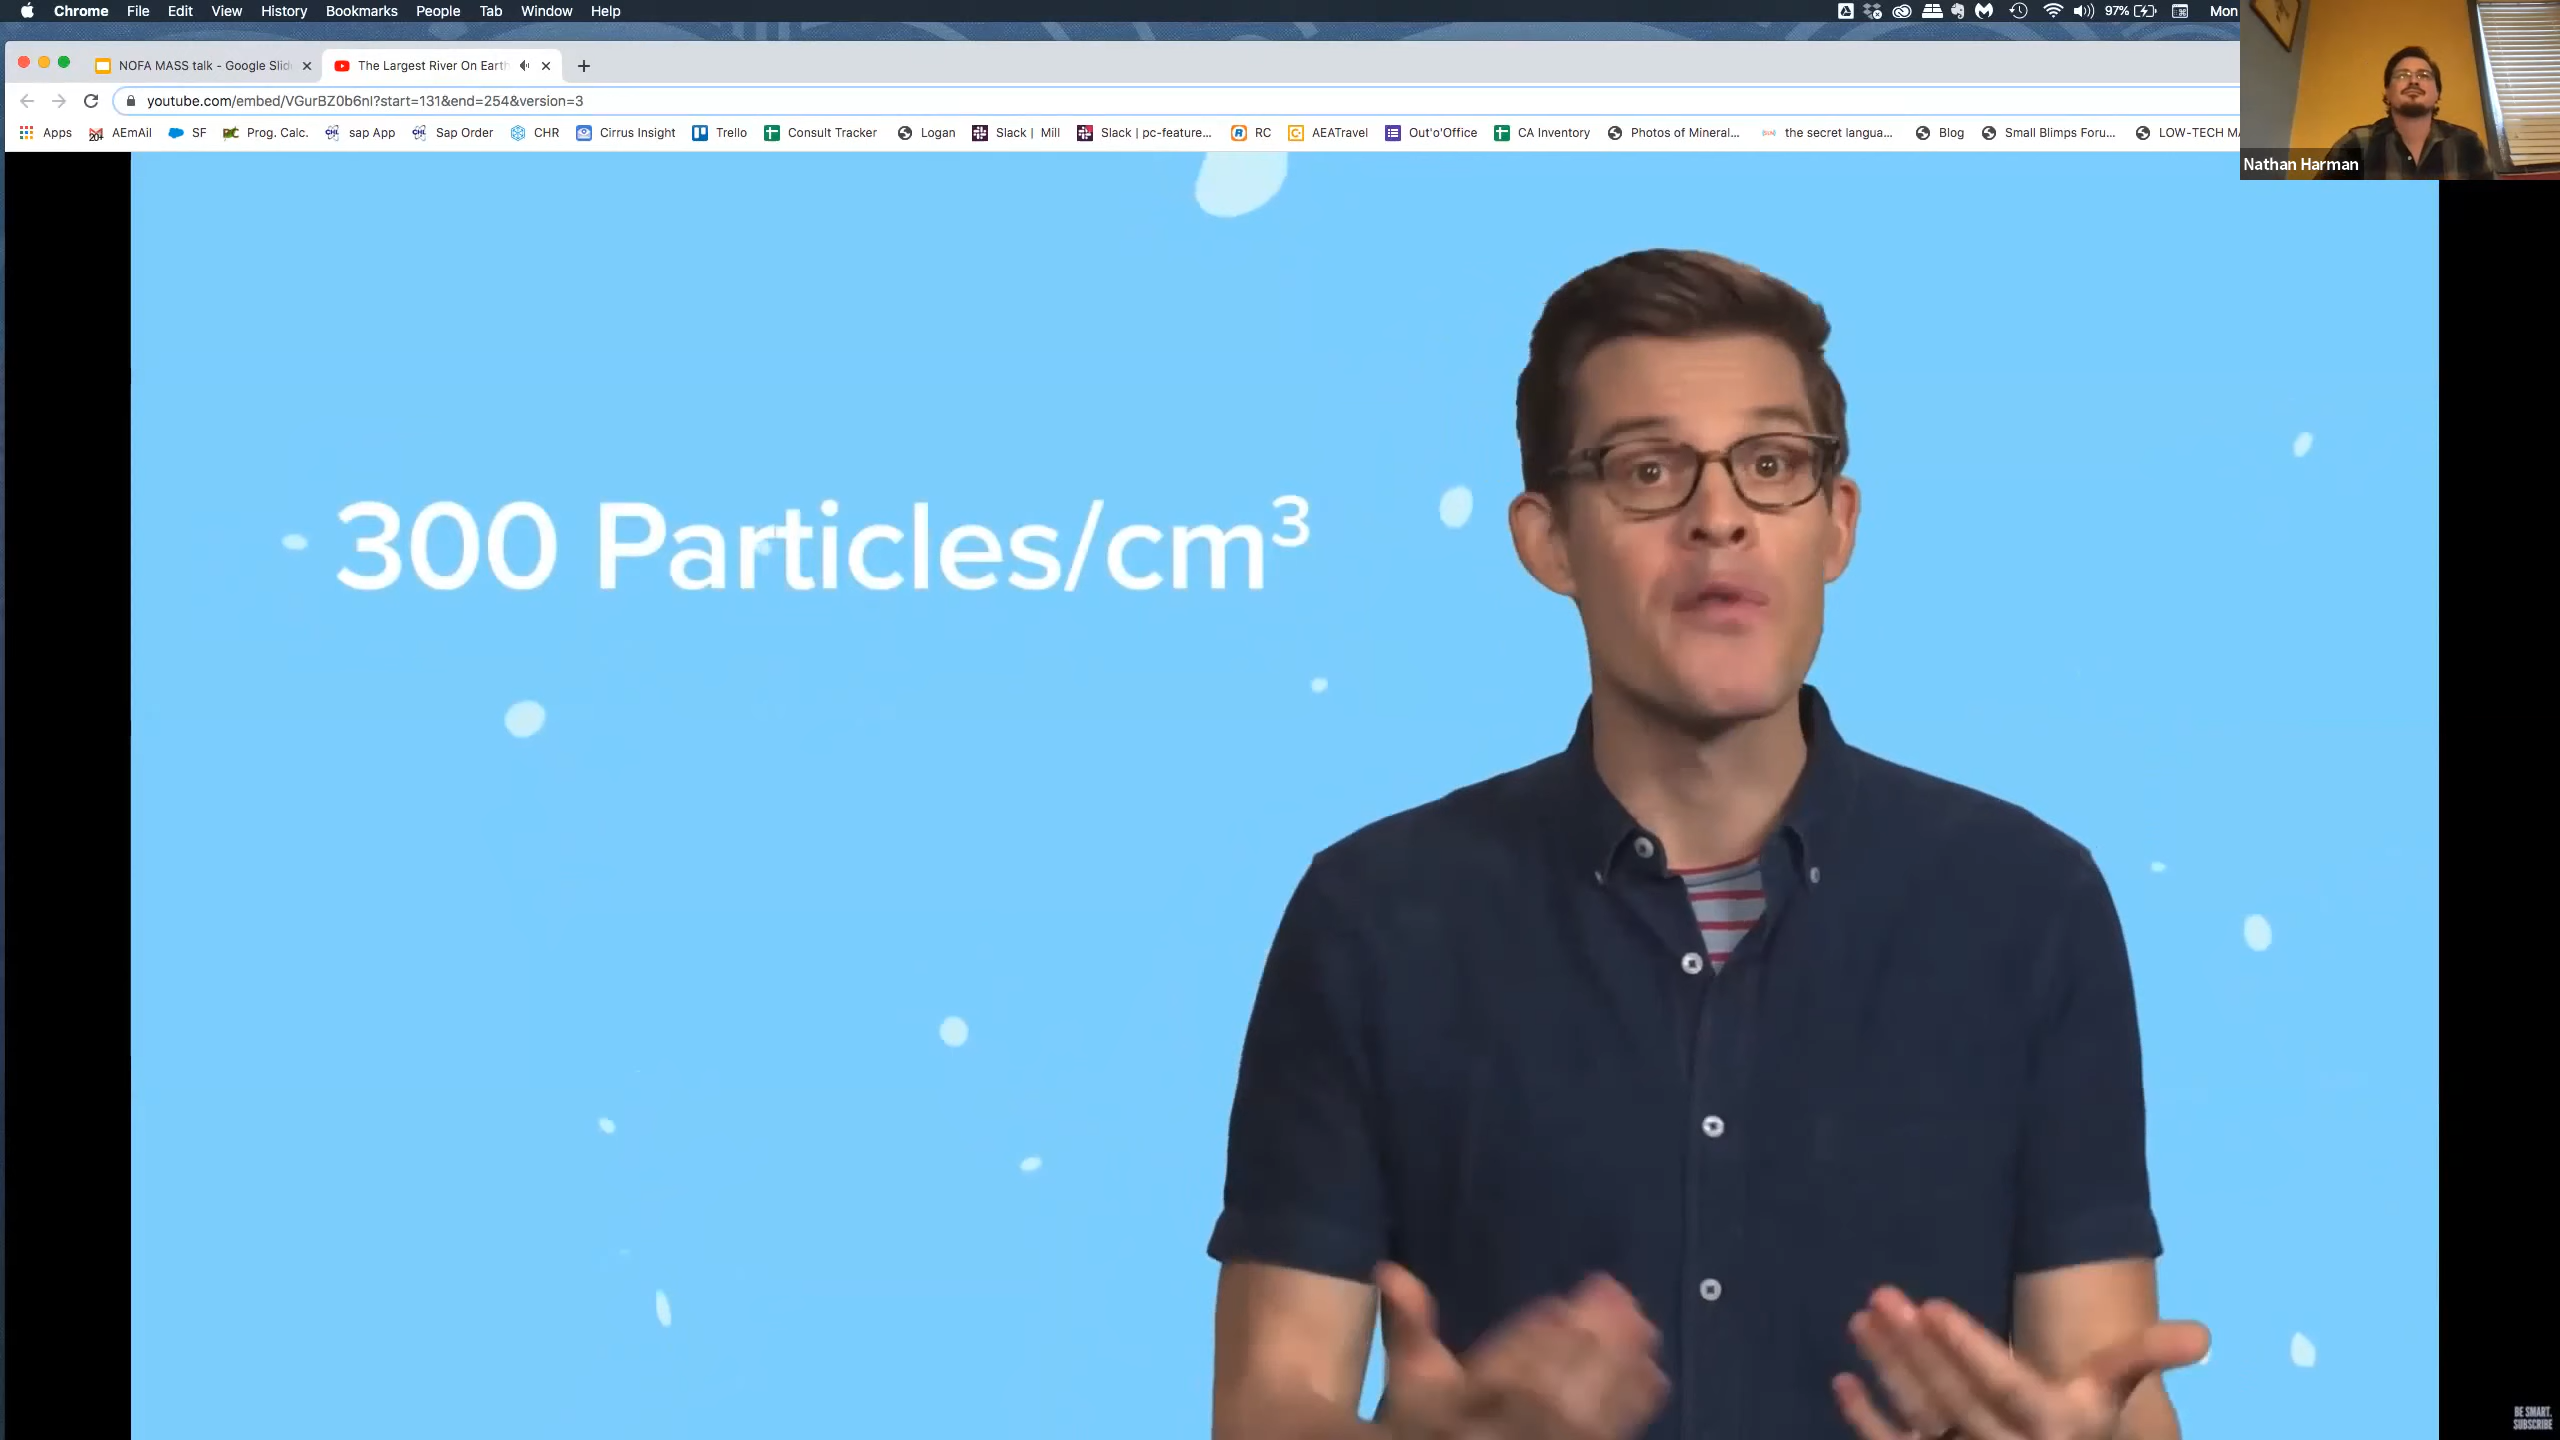 Chrome File Edit View History Bookmarks People Tab Window Help 97% Mon
NOFA MASS talk - Google Slid
The Largest River On Earth
youtube.com/embed/VGurBZ0b6nI?start=131&end=254&version=3
Apps AEmAil SF Prog. Calc. sap App Sap Order CHR Cirrus Insight Trello Consult Tracker Logan Slack | Mill Slack | pc-feature... RC AEATravel Out'o'Office CA Inventory Photos of Mineral... the secret langua... Blog Small Blimps Foru... LOW-TECH
Nathan Harman
300 Particles/cm³
BE SMART.
SUBSCRIBE